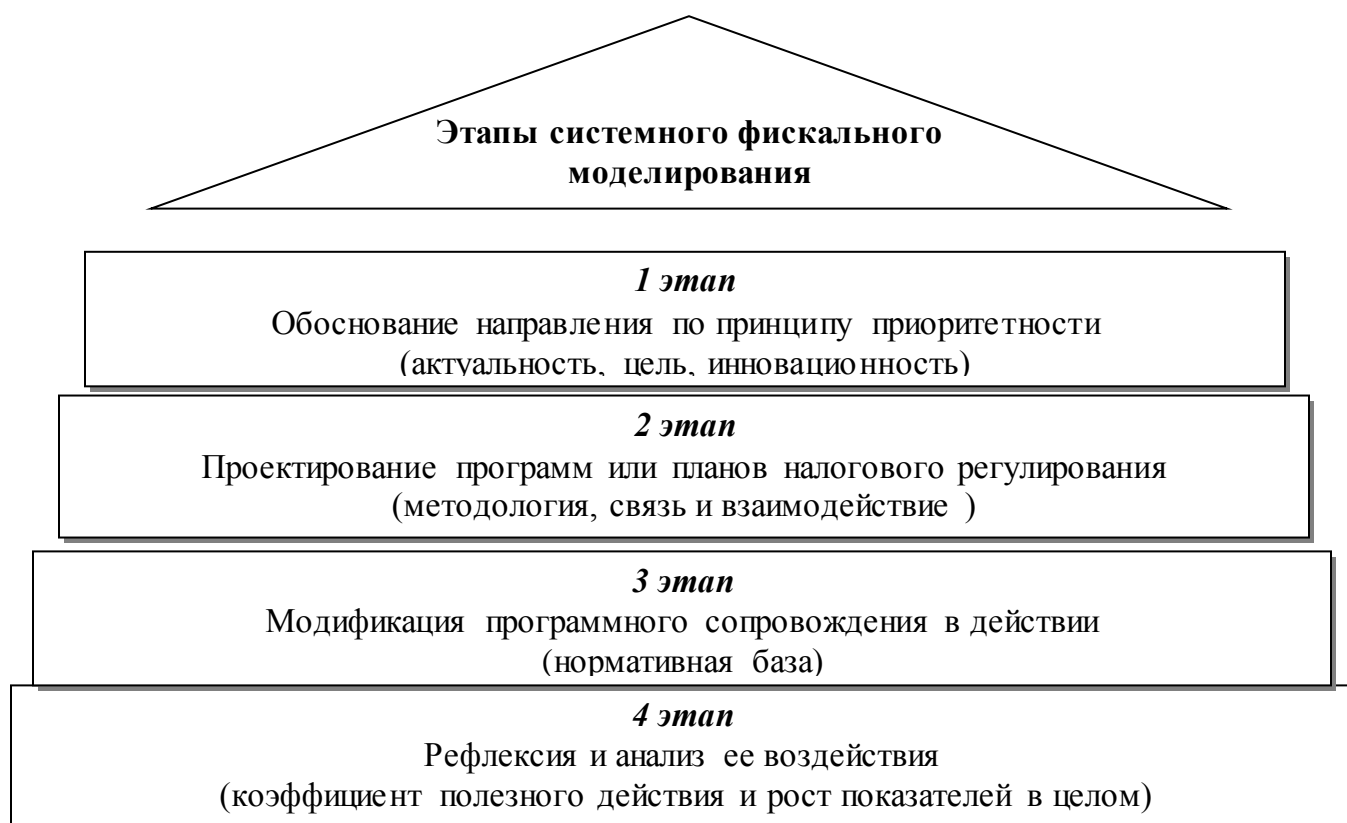 Этапы системного фискального
моделирования
1 этап
Обоснование направления по принципу приоритетности
(актуальность, цель, инновационность)
2 этап
Проектирование программ или планов налогового регулирования
(методология, связь и взаимодействие )
3 этап
Модификация программного сопровождения в действии
(нормативная база)
4 этап
Рефлексия и анализ ее воздействия
(коэффициент полезного действия и рост показателей в целом)